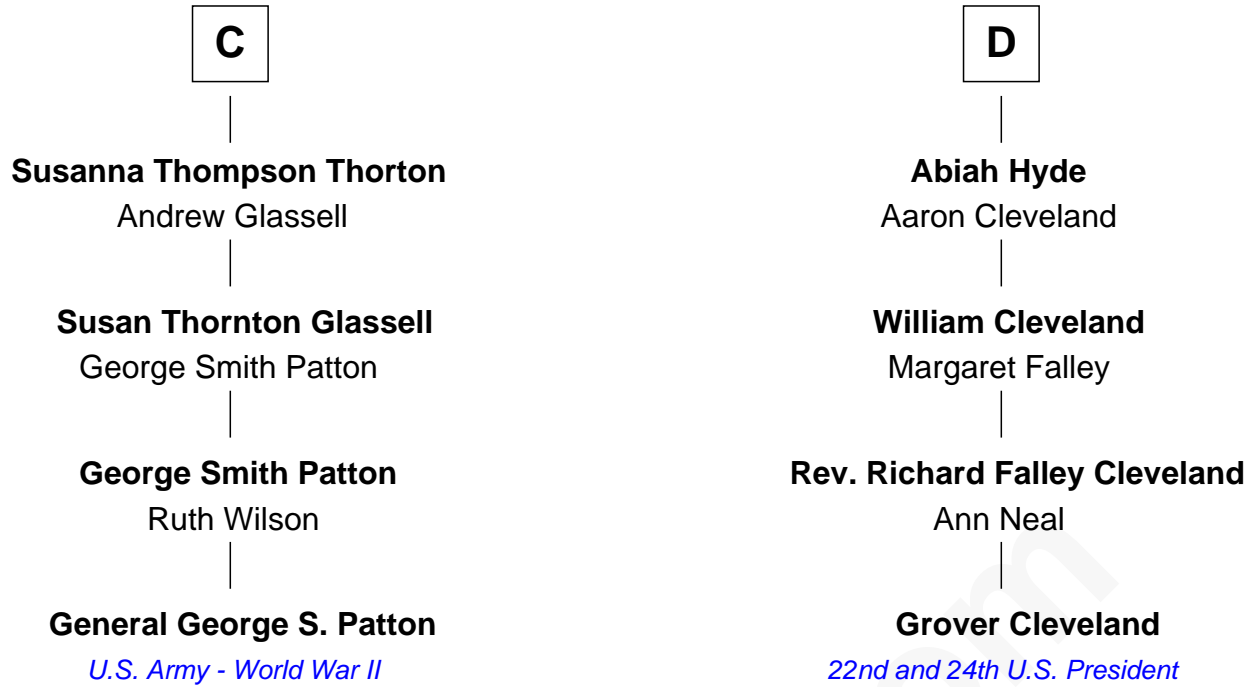 C
Susanna Thompson Thorton
Andrew Glassell
Susan Thornton Glassell
George Smith Patton
George Smith Patton
Ruth Wilson
General George S. Patton
U.S. Army - World War II
D
Abiah Hyde
Aaron Cleveland
William Cleveland
Margaret Falley
Rev. Richard Falley Cleveland
Ann Neal
Grover Cleveland
22nd and 24th U.S. President